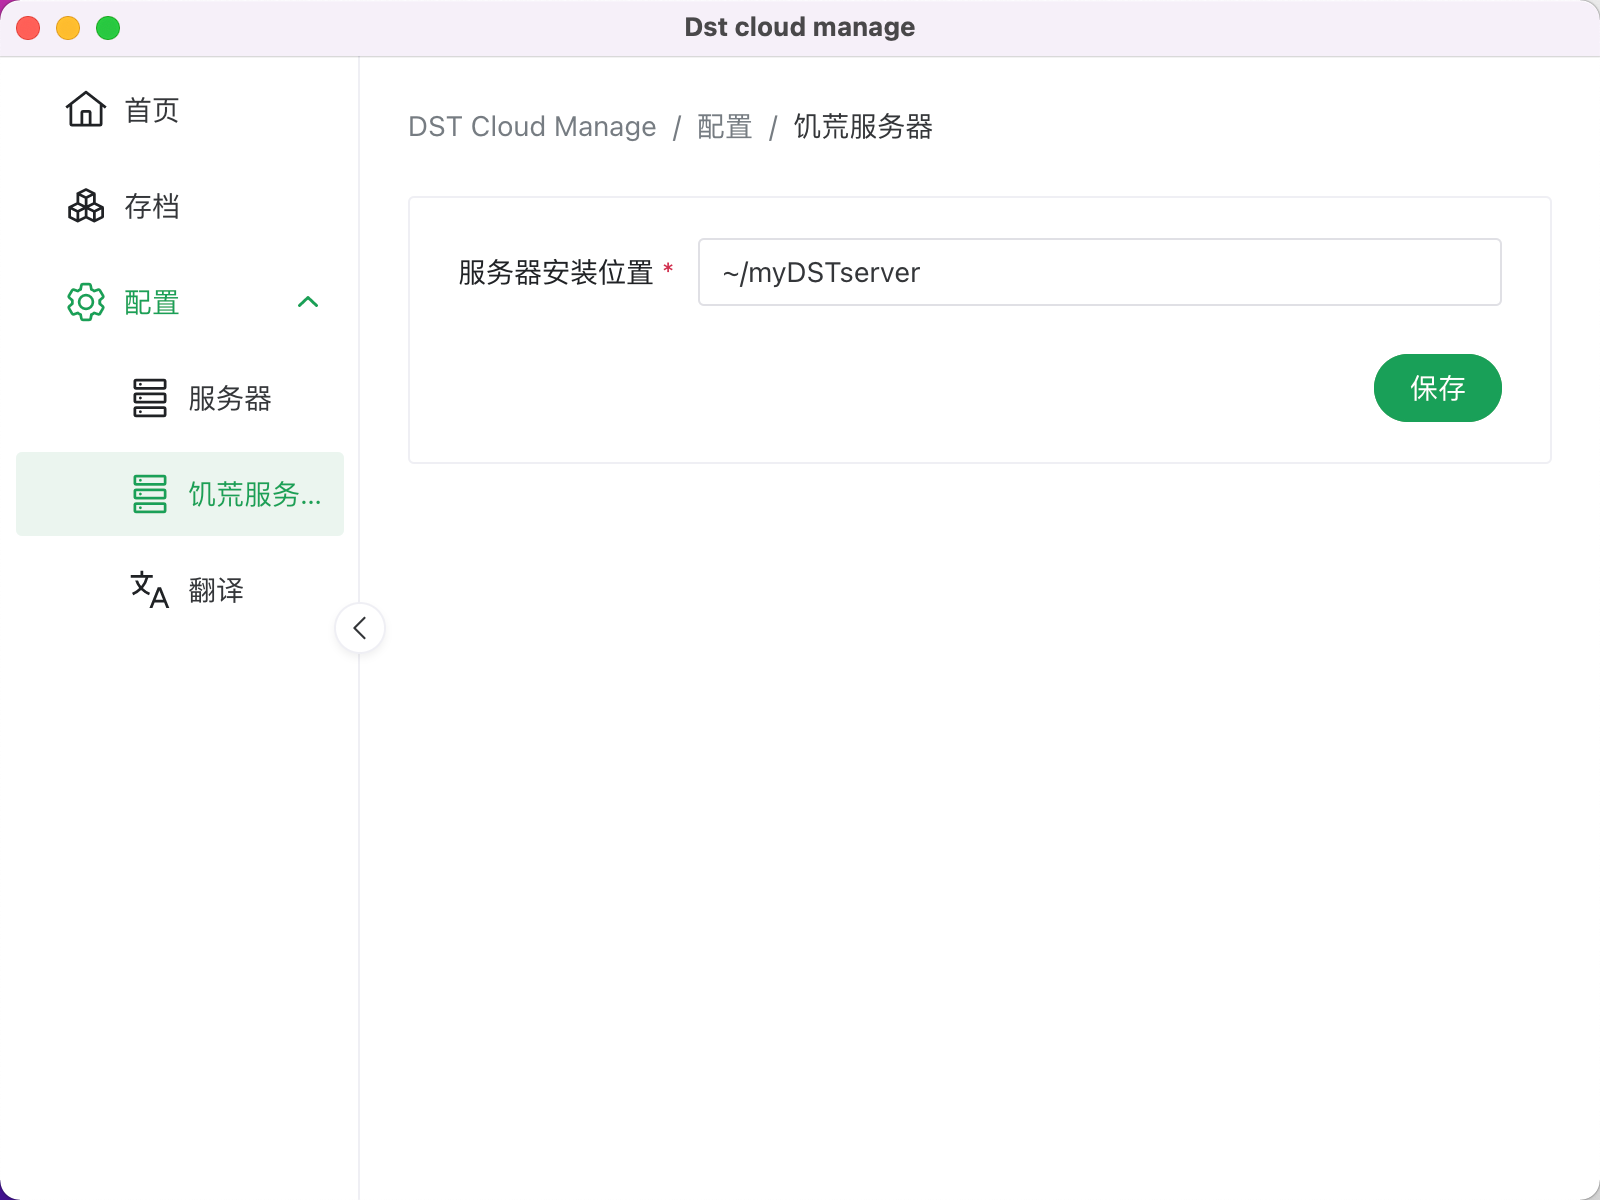 Dst cloud manage
首页
存档
配置
服务器
饥荒服务...
翻译
DST Cloud Manage / 配置 / 饥荒服务器
服务器安装位置 * ~/myDSTserver
保存